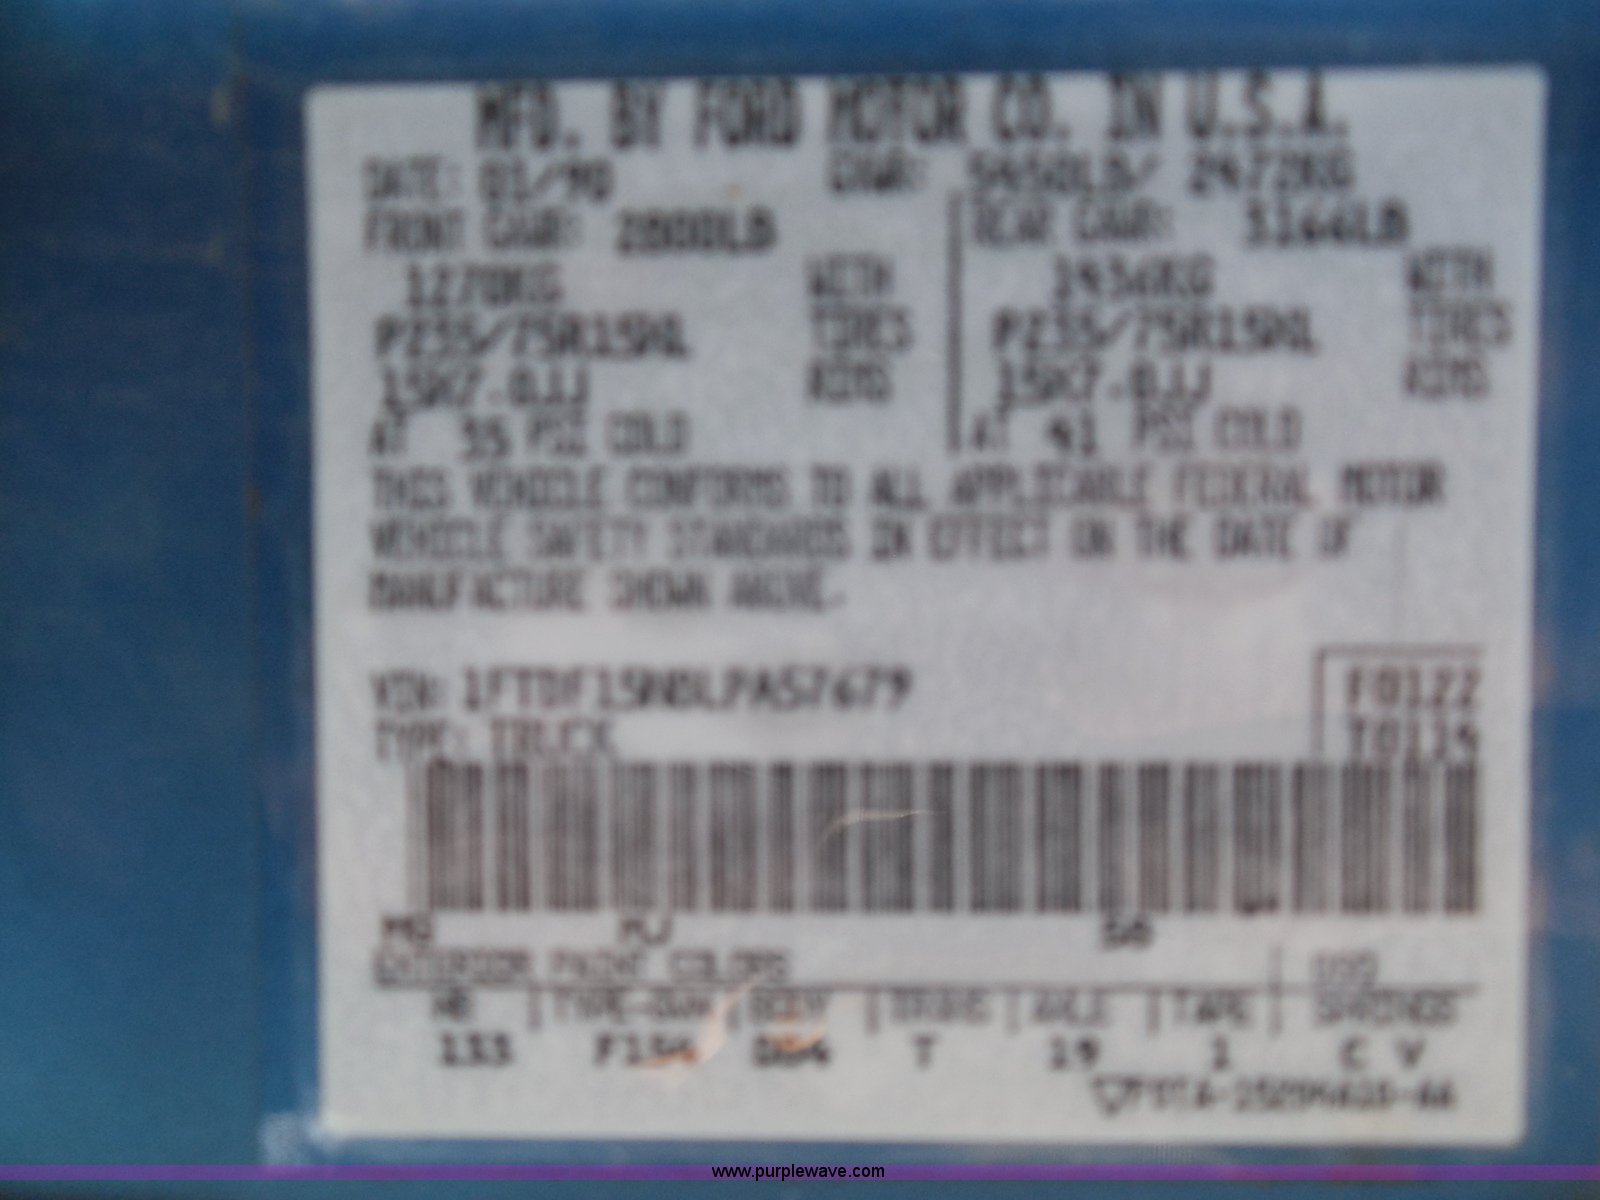 MFD. BY FORD MOTOR CO. IN U.S.A.
DATE: 01/90 GVWR: 5450LB/ 2472KG
FRONT GAWR: 2800LB REAR GAWR: 3166LB
1270KG WITH 1436KG WITH
P235/75R15XL TIRES P235/75R15XL TIRES
15X7.0JJ RIMS 15X7.0JJ RIMS
AT 35 PSI COLD AT 41 PSI COLD
THIS VEHICLE CONFORMS TO ALL APPLICABLE FEDERAL MOTOR
VEHICLE SAFETY STANDARDS IN EFFECT ON THE DATE OF
MANUFACTURE SHOWN ABOVE.
VIN: 1FTDF15N0LPA57679 F0122
TYPE: TRUCK T0115
EXTERIOR PAINT COLORS DSO
WB TYPE-GVW BODY TRANS AXLE TAPE SPRINGS
133 F154 T 19 1 C V
www.purplewave.com